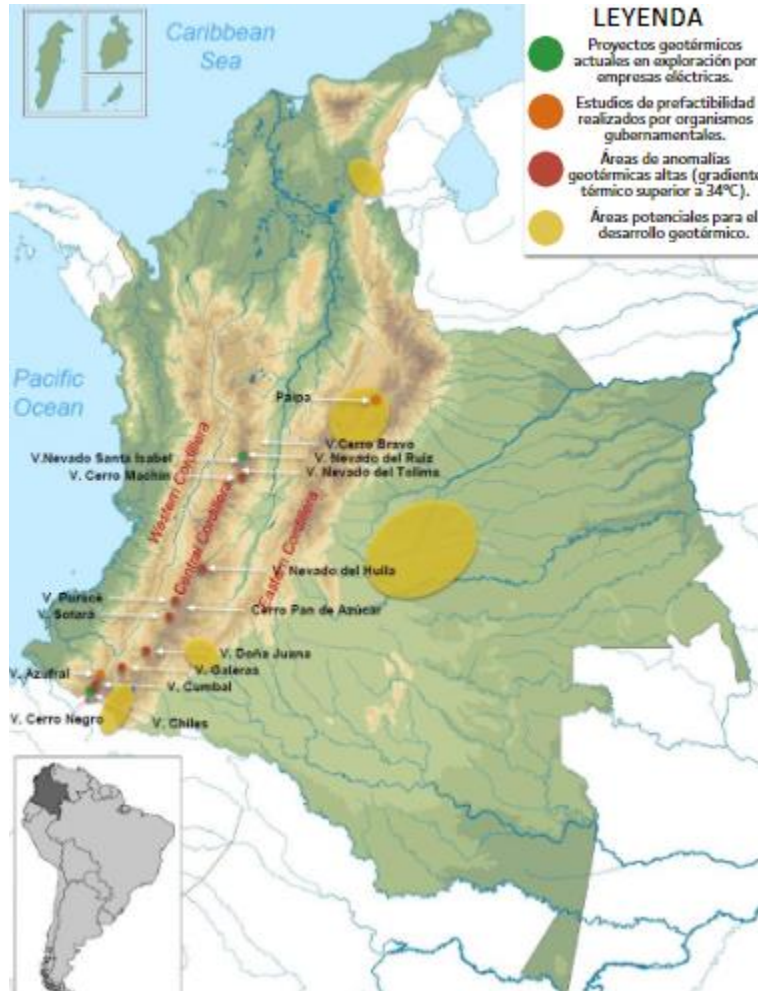 LEYENDA
Proyectos geotérmicos
actuales en exploración por
empresas eléctricas.
Estudios de prefactibilidad
realizados por organismos
gubernamentales.
Áreas de anomalías
geotérmicas altas (gradiente
térmico superior a 34°C).
Áreas potenciales para el
desarrollo geotérmico.
Caribbean
Sea
Pacific
Ocean
Paipa
V.Cerro Bravo
V.Nevado Santa Isabel
V. Nevado del Ruiz
V. Cerro Machín
V. Nevado del Tolima
Western Cordillera
Central Cordillera
Eastern Cordillera
V. Nevado del Huila
V. Puracé
Cerro Pan de Azúcar
V. Sotará
V. Doña Juana
V. Azufral
V. Galeras
V. Cumbal
V. Cerro Negro
V. Chiles